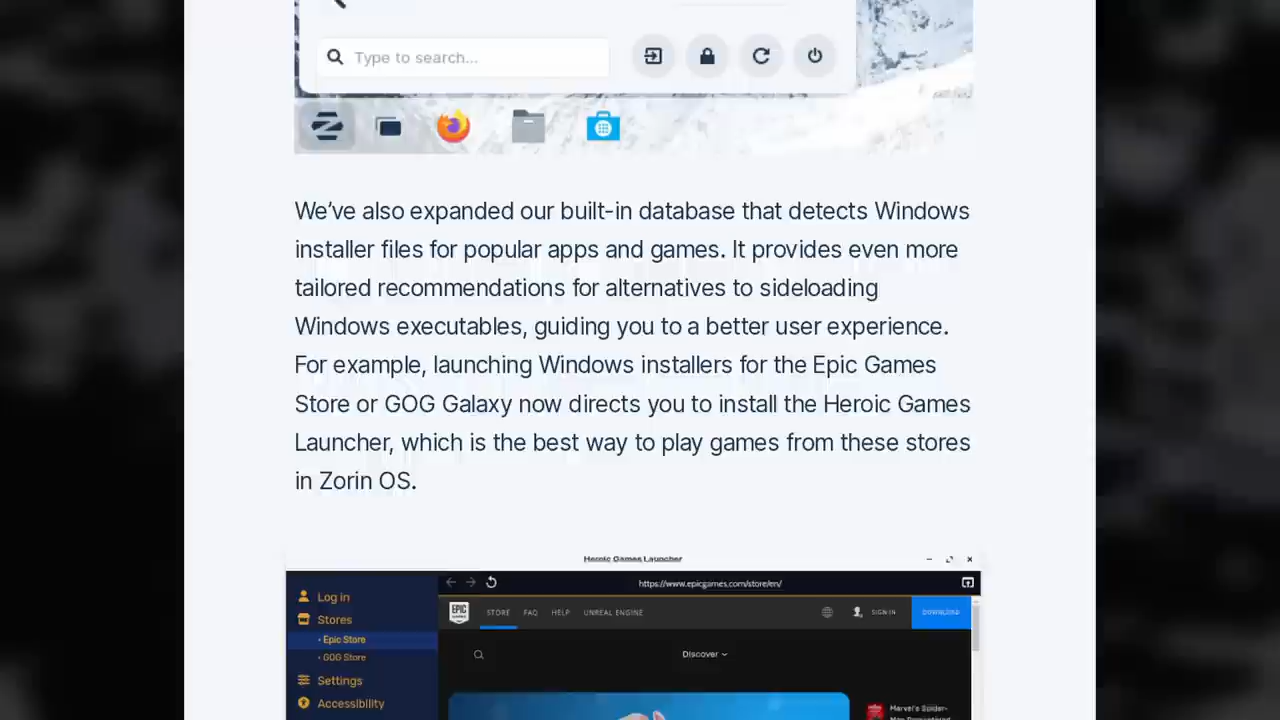 Type to search...
We’ve also expanded our built-in database that detects Windows
installer files for popular apps and games. It provides even more
tailored recommendations for alternatives to sideloading
Windows executables, guiding you to a better user experience.
For example, launching Windows installers for the Epic Games
Store or GOG Galaxy now directs you to install the Heroic Games
Launcher, which is the best way to play games from these stores
in Zorin OS.
Heroic Games Launcher
https://www.epicgames.com/store/en/
Log in
Stores
· Epic Store
· GOG Store
Settings
Accessibility
EPIC
STORE FAQ HELP UNREAL ENGINE SIGN IN DOWNLOAD
Discover
Marvel's Spider-
Man Remastered